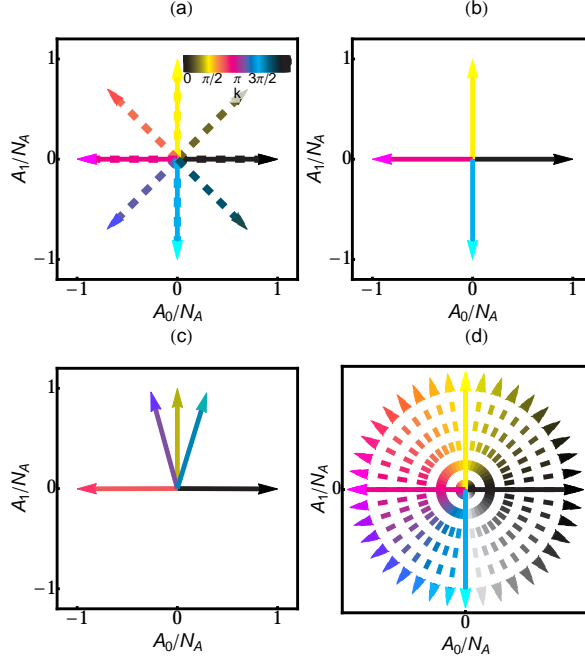 (a)
1
0
−1
A1/NA
0 π/2 π 3π/2
k
−1 0 1
A0/NA
(b)
1
0
−1
A1/NA
−1 0 1
A0/NA
(c)
1
0
−1
A1/NA
−1 0 1
A0/NA
(d)
0
A1/NA
0
A0/NA